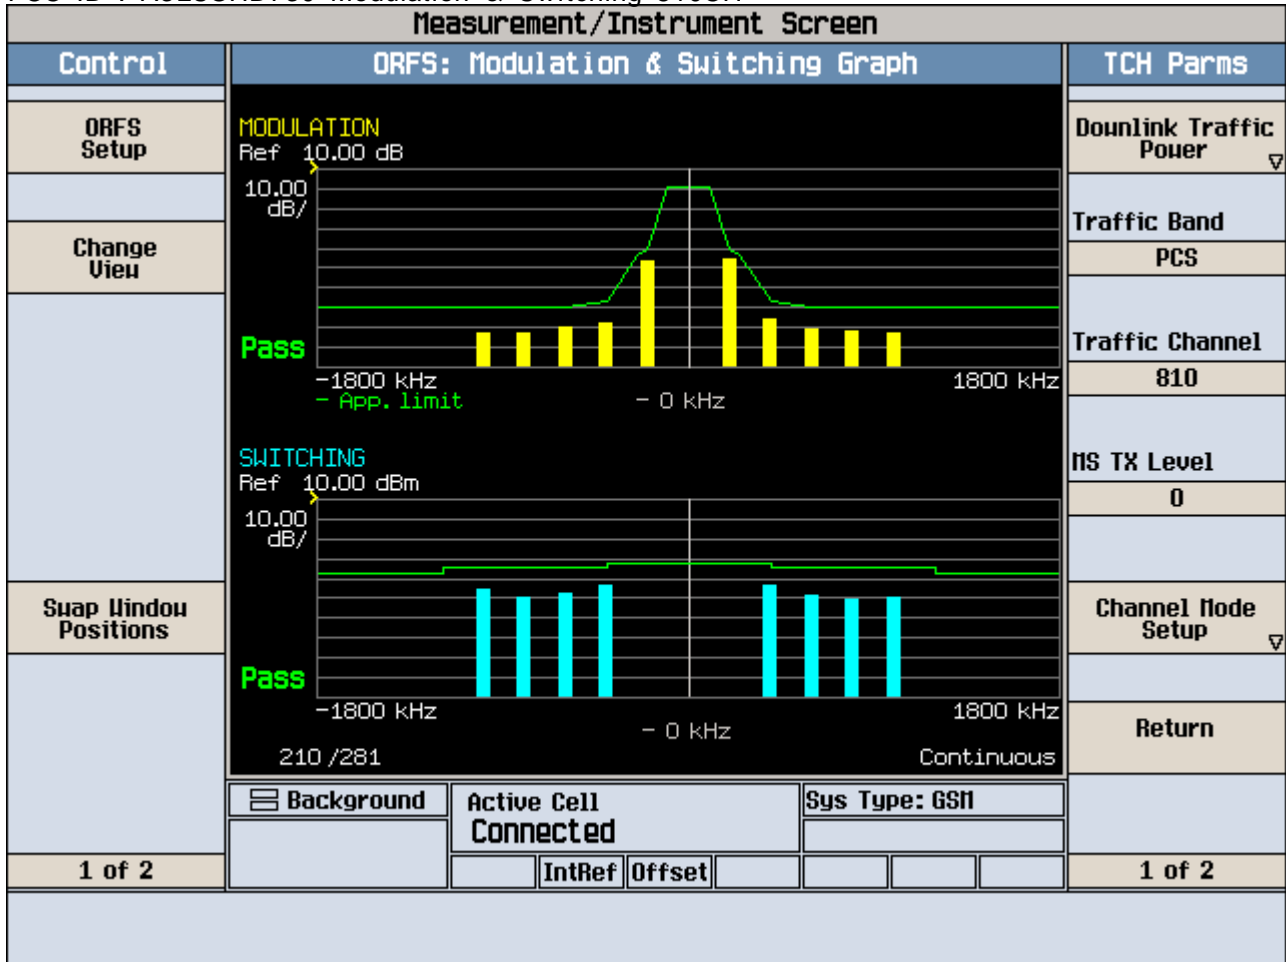 Measurement/Instrument Screen
Control
ORFS: Modulation & Switching Graph
TCH Parms
ORFS
Setup
Change
View
Swap Window
Positions
1 of 2
MODULATION
Ref 10.00 dB
10.00
dB/
Pass
-1800 kHz
1800 kHz
- App. limit
- 0 kHz
SWITCHING
Ref 10.00 dBm
10.00
dB/
Pass
-1800 kHz
1800 kHz
- 0 kHz
210 /281
Continuous
Background
Active Cell
Connected
Sys Type: GSM
IntRef
Offset
Downlink Traffic
Power
Traffic Band
PCS
Traffic Channel
810
MS TX Level
0
Channel Mode
Setup
Return
1 of 2